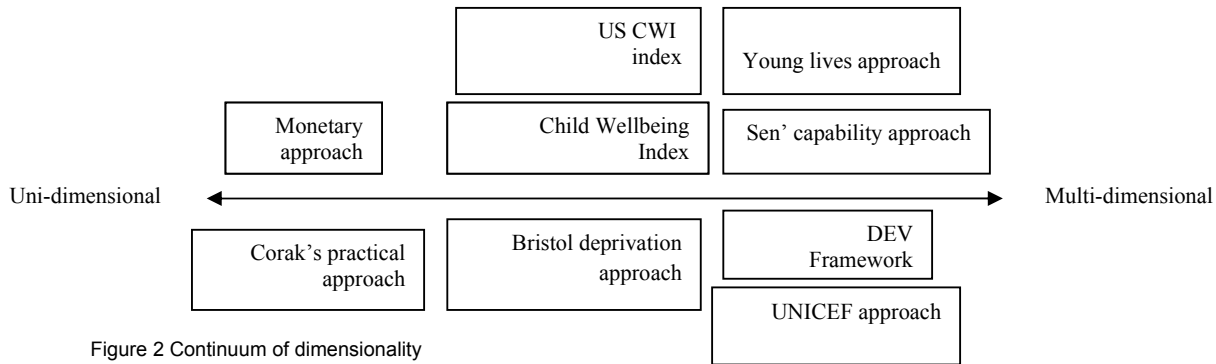 US CWI
index
Young lives approach
Monetary
approach
Child Wellbeing
Index
Sen' capability approach
Uni-dimensional
Multi-dimensional
Corak's practical
approach
Bristol deprivation
approach
DEV
Framework
UNICEF approach
Figure 2 Continuum of dimensionality